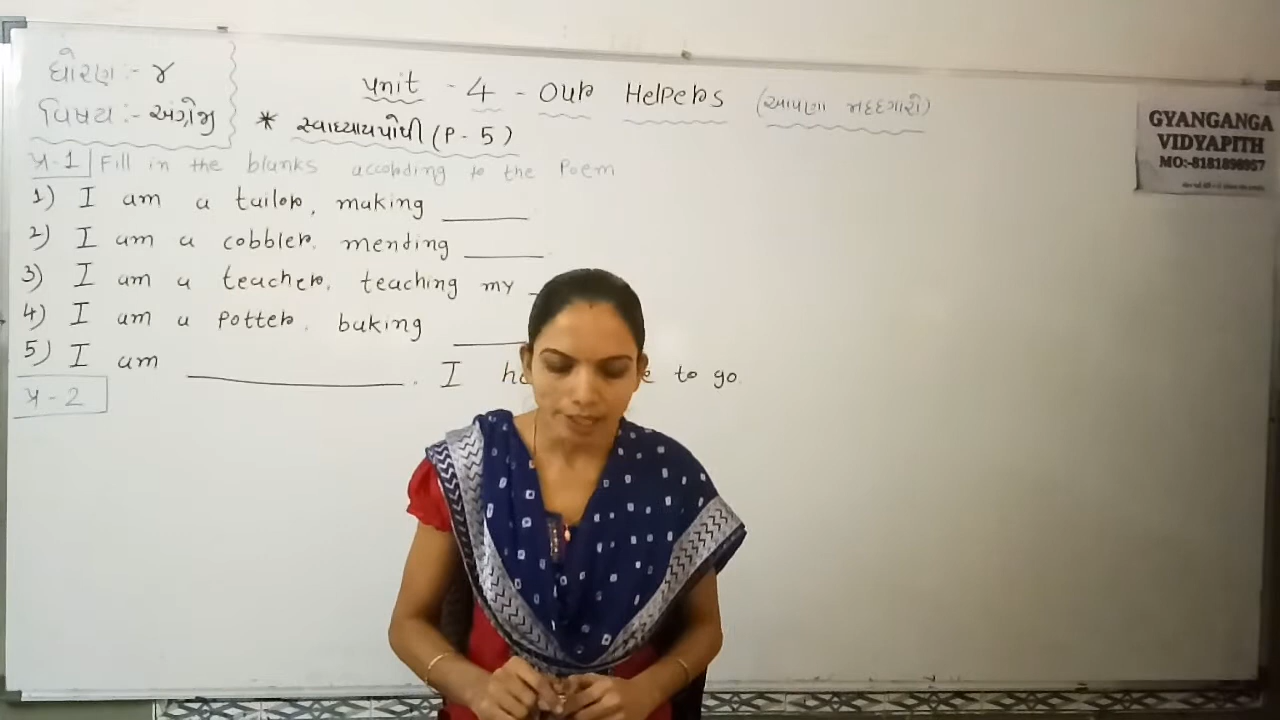 ધોરણ :- ૪
વિષય :- અંગ્રેજી
Unit - 4 - Our Helpers (આપણા મદદગારો)
* સ્વાધ્યાયપોથી (P - 5)
પ્ર - 1 Fill in the blanks according to the Poem
1) I am a tailor, making ______
2) I am a cobbler. mending ______
3) I am a teacher, teaching my
4) I am a potter. baking ______
5) I am ______. I to go
પ્ર - 2
GYANGANGA
VIDYAPITH
MO:-8181898957